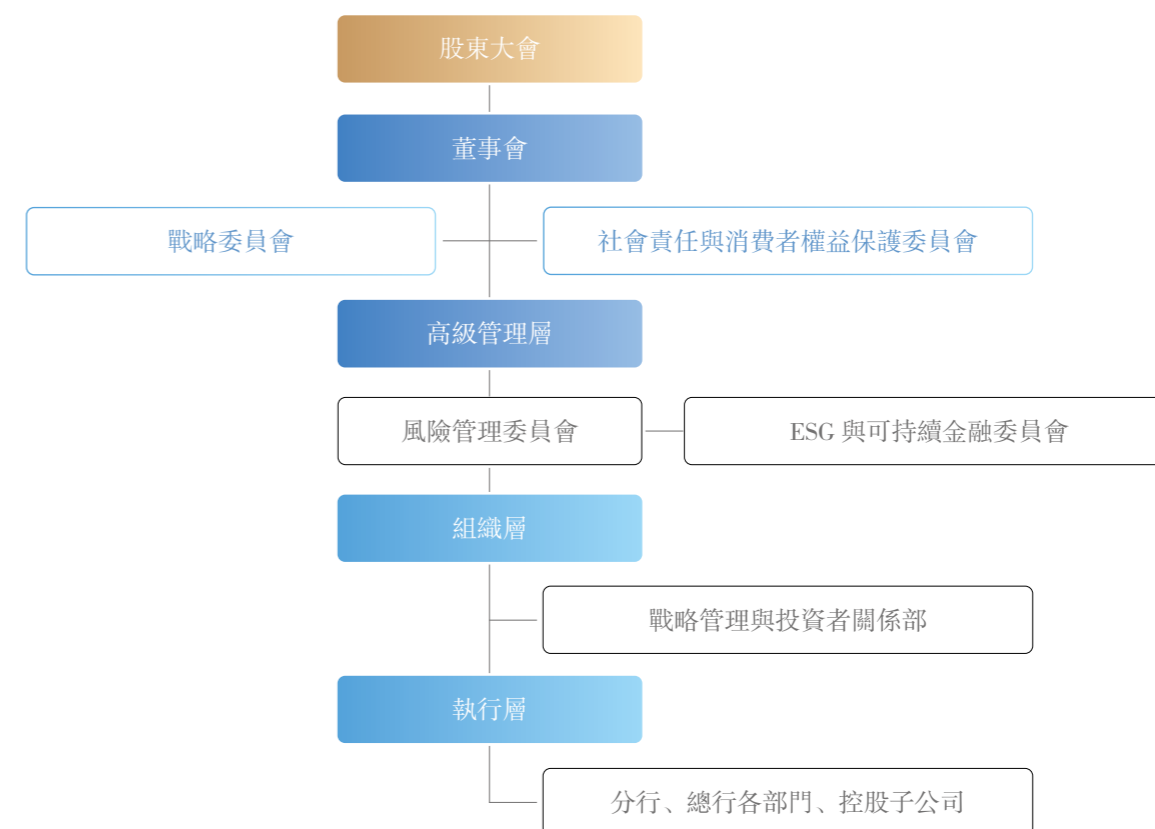 股東大會
董事會
戰略委員會
社會責任與消費者權益保護委員會
高級管理層
風險管理委員會
ESG 與可持續金融委員會
組織層
戰略管理與投資者關係部
執行層
分行、總行各部門、控股子公司